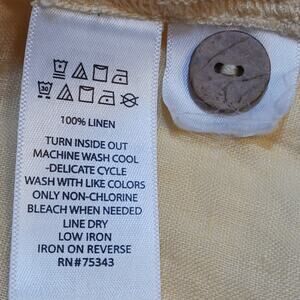 30
100% LINEN
TURN INSIDE OUT
MACHINE WASH COOL
-DELICATE CYCLE
WASH WITH LIKE COLORS
ONLY NON-CHLORINE
BLEACH WHEN NEEDED
LINE DRY
LOW IRON
IRON ON REVERSE
RN#75343